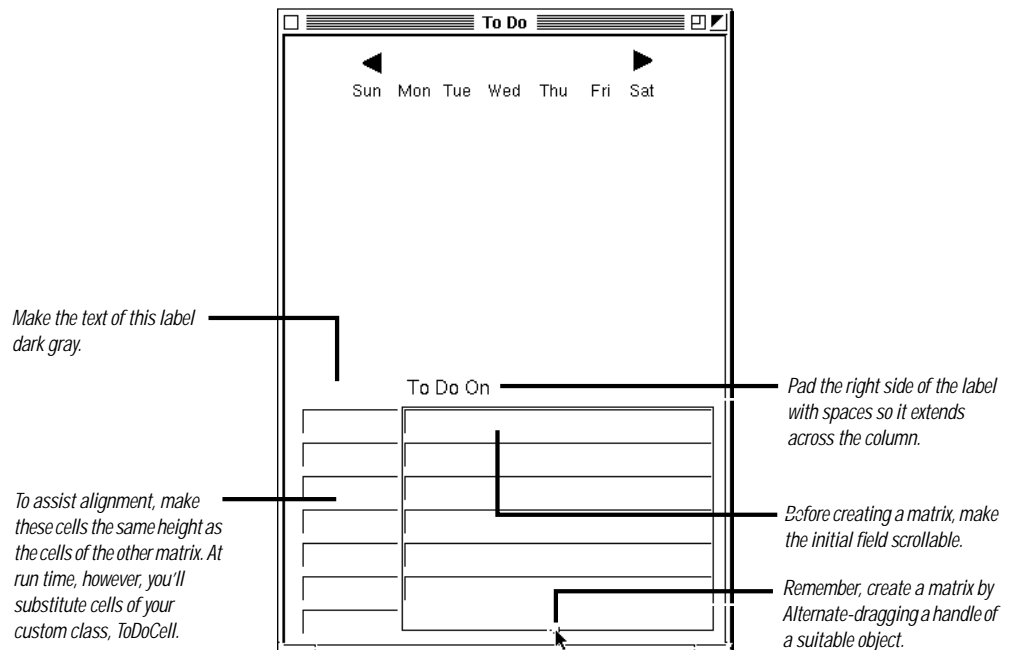 To Do
Sun Mon Tue Wed Thu Fri Sat
Make the text of this label
dark gray.
To Do On
Pad the right side of the label
with spaces so it extends
across the column.
To assist alignment, make
these cells the same height as
the cells of the other matrix. At
run time, however, you'll
substitute cells of your
custom class, ToDoCell.
Before creating a matrix, make
the initial field scrollable.
Remember, create a matrix by
Alternate-dragging a handle of
a suitable object.